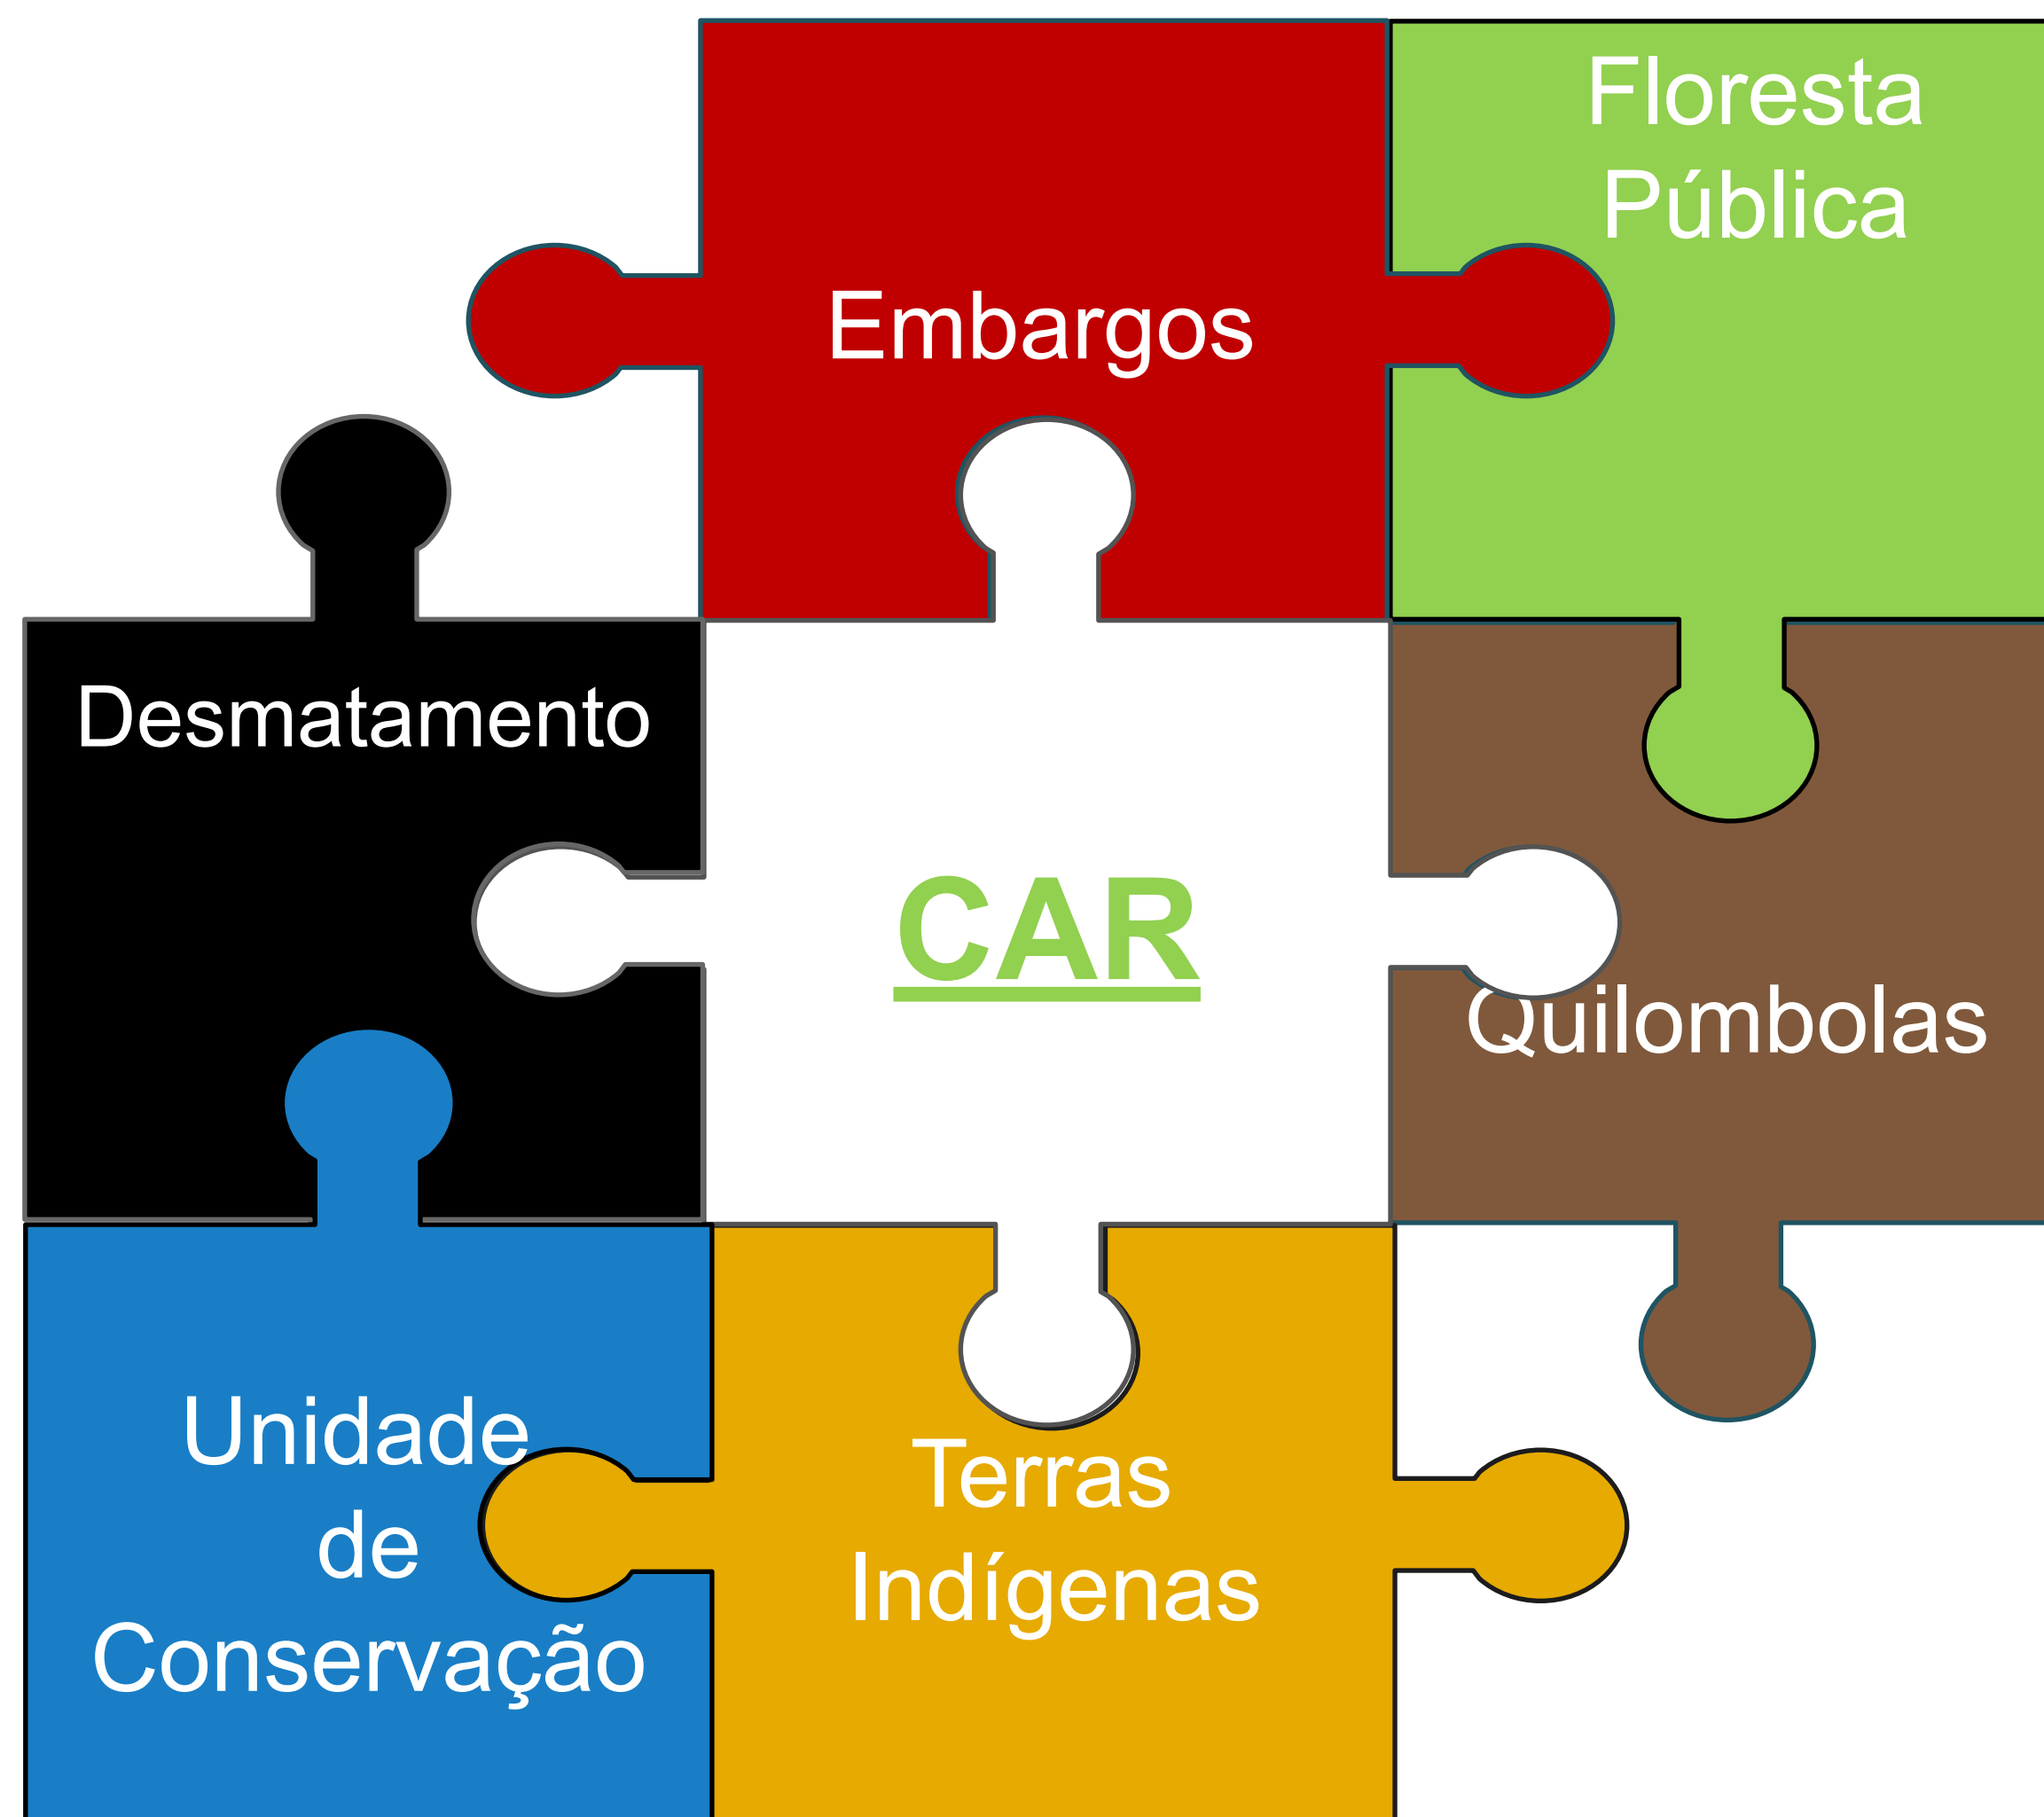 Floresta
Pública
Embargos
Desmatamento
CAR
Quilombolas
Unidade
de
Conservação
Terras
Indígenas